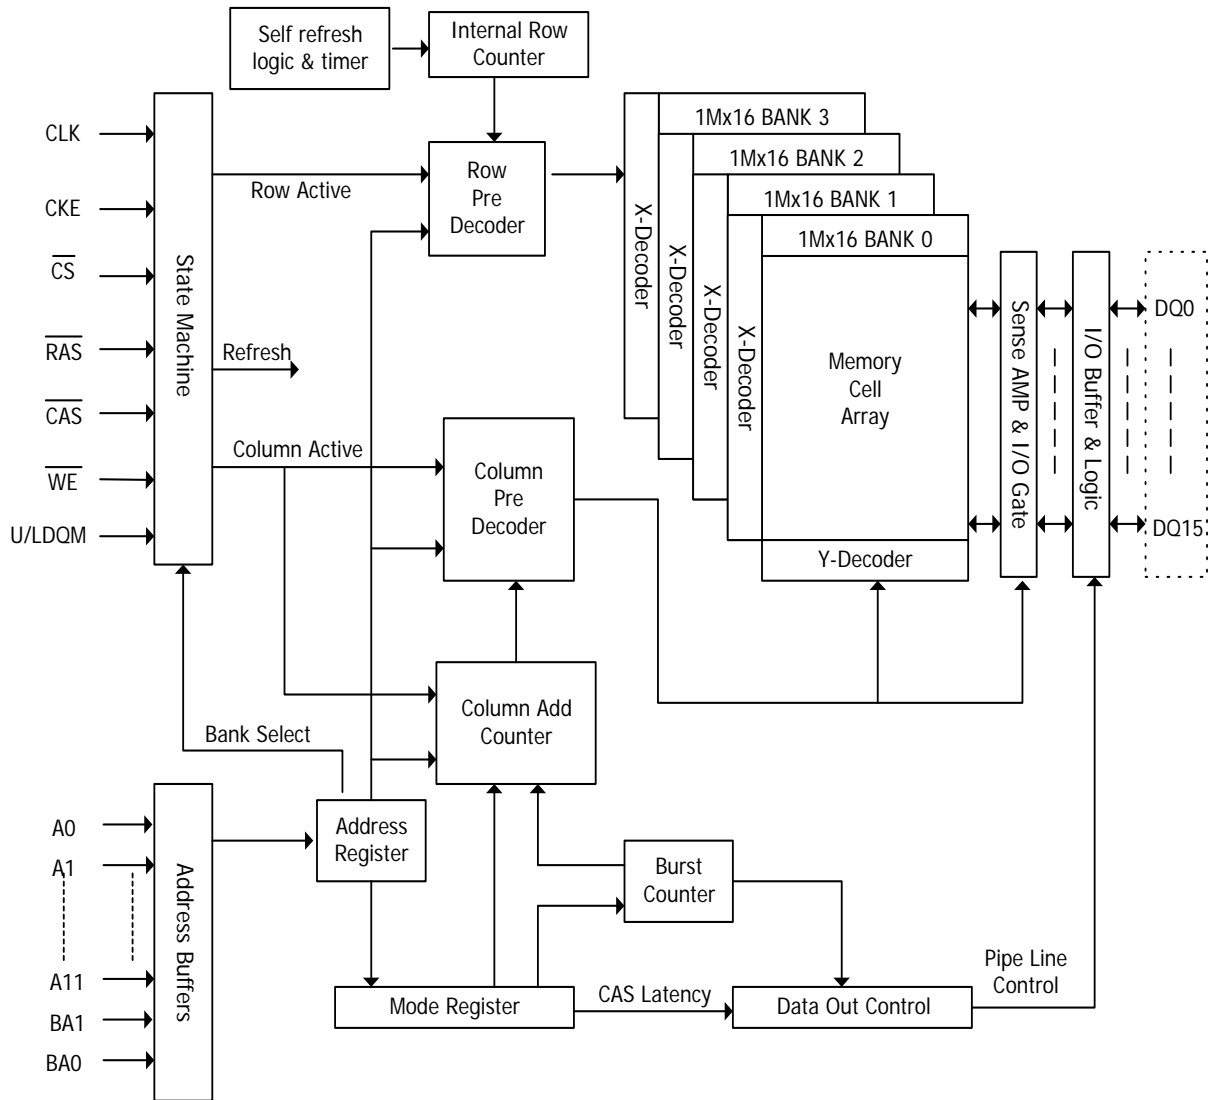 Self refresh
logic & timer
Internal Row
Counter
CLK
CKE
CS
RAS
CAS
WE
U/LDQM
State Machine
Row Active
Refresh
Column Active
Bank Select
Row
Pre
Decoder
Column
Pre
Decoder
Column Add
Counter
1Mx16 BANK 3
1Mx16 BANK 2
1Mx16 BANK 1
1Mx16 BANK 0
X-Decoder
X-Decoder
X-Decoder
X-Decoder
Memory
Cell
Array
Y-Decoder
Sense AMP & I/O Gate
I/O Buffer & Logic
DQ0
DQ15
A0
A1
A11
BA1
BA0
Address Buffers
Address
Register
Burst
Counter
Mode Register
CAS Latency
Data Out Control
Pipe Line
Control